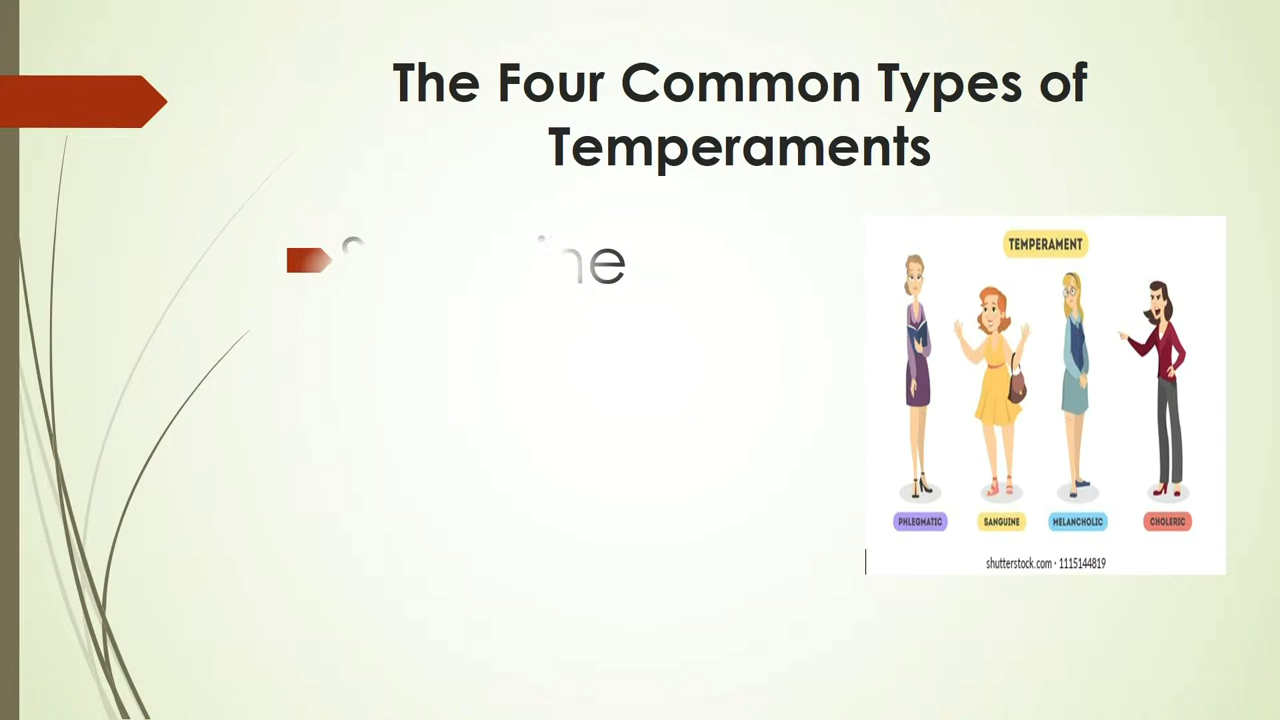 The Four Common Types of
Temperaments
TEMPERAMENT
PHLEGMATIC SANGUINE MELANCHOLIC CHOLERIC
shutterstock.com · 1115144819